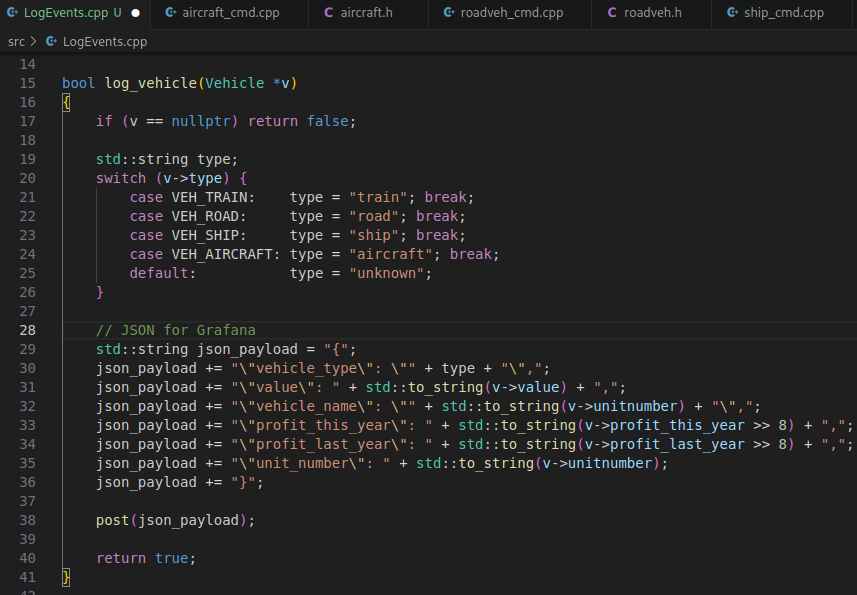 LogEvents.cpp U ● aircraft_cmd.cpp C aircraft.h roadveh_cmd.cpp C roadveh.h ship_cmd.cpp
src > LogEvents.cpp
14
15 bool log_vehicle(Vehicle *v)
16 {
17     if (v == nullptr) return false;
18
19     std::string type;
20     switch (v->type) {
21         case VEH_TRAIN:    type = "train"; break;
22         case VEH_ROAD:     type = "road"; break;
23         case VEH_SHIP:     type = "ship"; break;
24         case VEH_AIRCRAFT: type = "aircraft"; break;
25         default:           type = "unknown";
26     }
27
28     // JSON for Grafana
29     std::string json_payload = "{";
30     json_payload += "\"vehicle_type\": \"" + type + "\",";
31     json_payload += "\"value\": " + std::to_string(v->value) + ",";
32     json_payload += "\"vehicle_name\": \"" + std::to_string(v->unitnumber) + "\",";
33     json_payload += "\"profit_this_year\": " + std::to_string(v->profit_this_year >> 8) + ",";
34     json_payload += "\"profit_last_year\": " + std::to_string(v->profit_last_year >> 8) + ",";
35     json_payload += "\"unit_number\": " + std::to_string(v->unitnumber);
36     json_payload += "}";
37
38     post(json_payload);
39
40     return true;
41 }
42